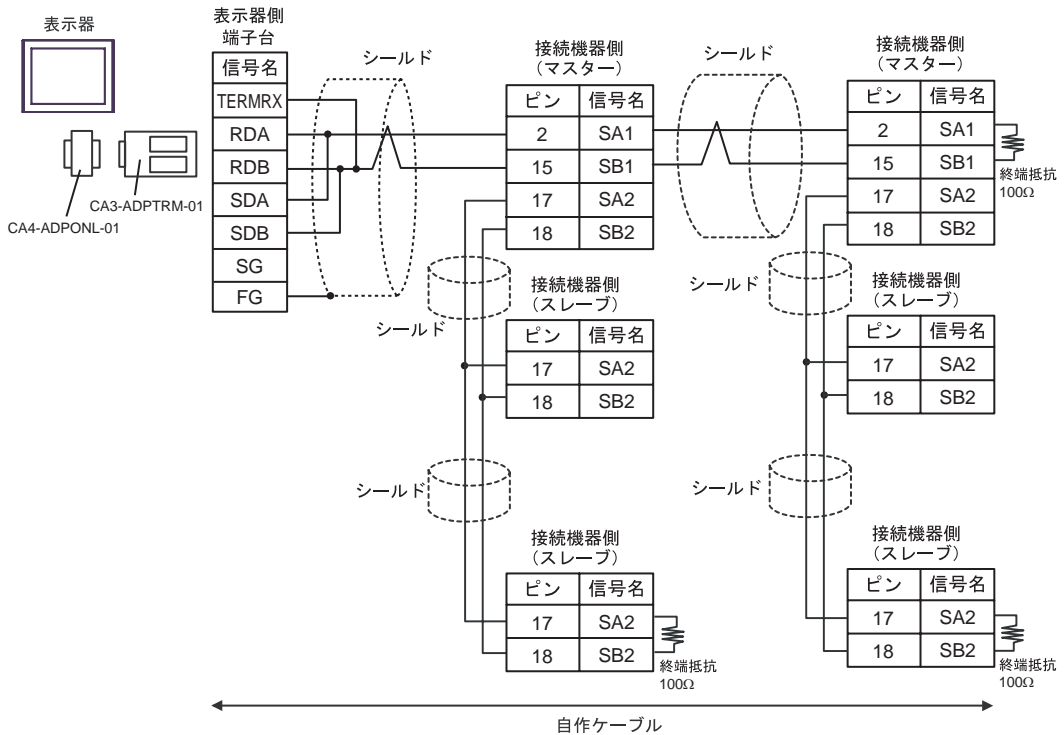 表示器
CA4-ADPONL-01
CA3-ADPTRM-01
表示器側
端子台
信号名
TERMRX
RDA
RDB
SDA
SDB
SG
FG
シールド
接続機器側
（マスター）
ピン 信号名
2 SA1
15 SB1
17 SA2
18 SB2
シールド
接続機器側
（マスター）
ピン 信号名
2 SA1
15 SB1
17 SA2
18 SB2
終端抵抗
100Ω
シールド
接続機器側
（スレーブ）
ピン 信号名
17 SA2
18 SB2
シールド
接続機器側
（スレーブ）
ピン 信号名
17 SA2
18 SB2
シールド
接続機器側
（スレーブ）
ピン 信号名
17 SA2
18 SB2
終端抵抗
100Ω
シールド
接続機器側
（スレーブ）
ピン 信号名
17 SA2
18 SB2
終端抵抗
100Ω
自作ケーブル